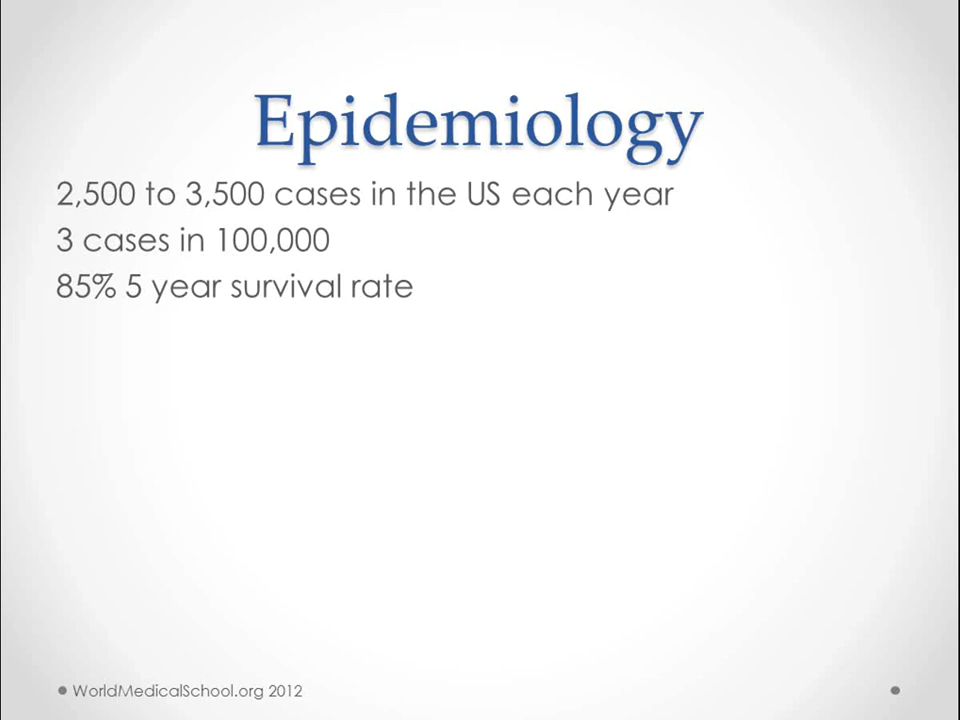 Epidemiology
2,500 to 3,500 cases in the US each year
3 cases in 100,000
85% 5 year survival rate
WorldMedicalSchool.org 2012